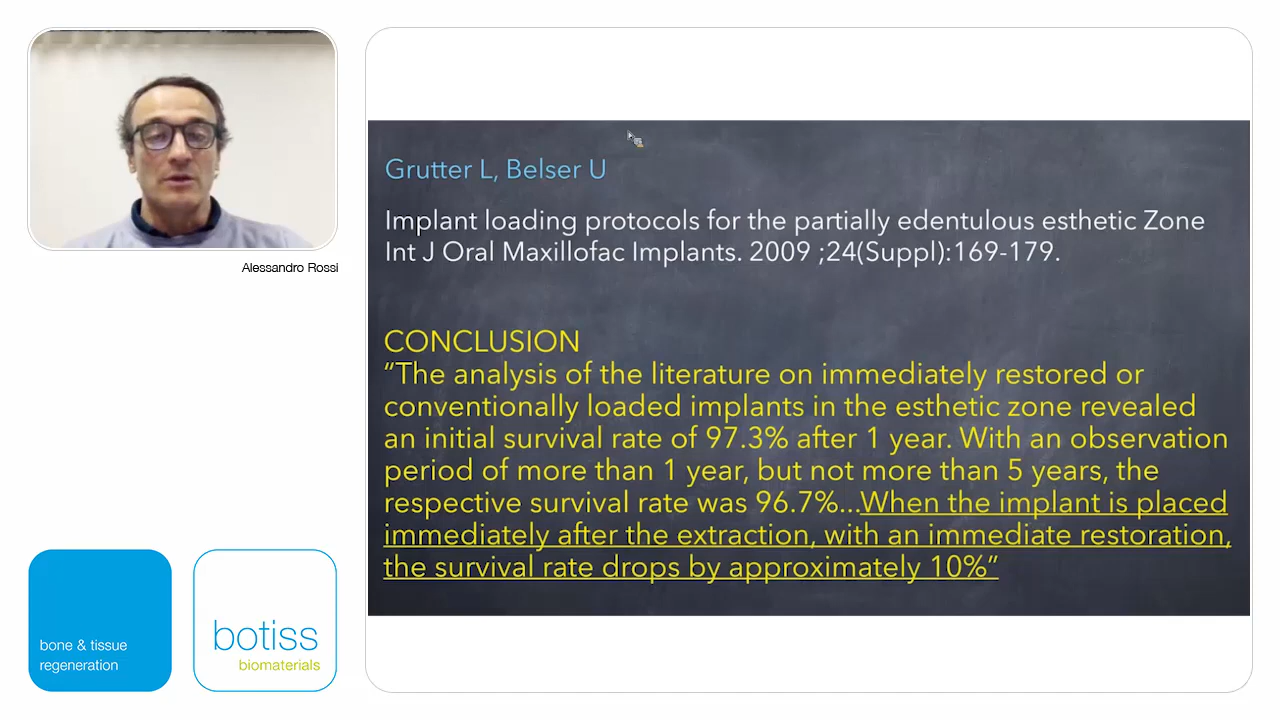 Alessandro Rossi
Grutter L, Belser U
Implant loading protocols for the partially edentulous esthetic Zone
Int J Oral Maxillofac Implants. 2009 ;24(Suppl):169-179.
CONCLUSION
“The analysis of the literature on immediately restored or
conventionally loaded implants in the esthetic zone revealed
an initial survival rate of 97.3% after 1 year. With an observation
period of more than 1 year, but not more than 5 years, the
respective survival rate was 96.7%...When the implant is placed
immediately after the extraction, with an immediate restoration,
the survival rate drops by approximately 10%”
bone & tissue
regeneration
botiss
biomaterials